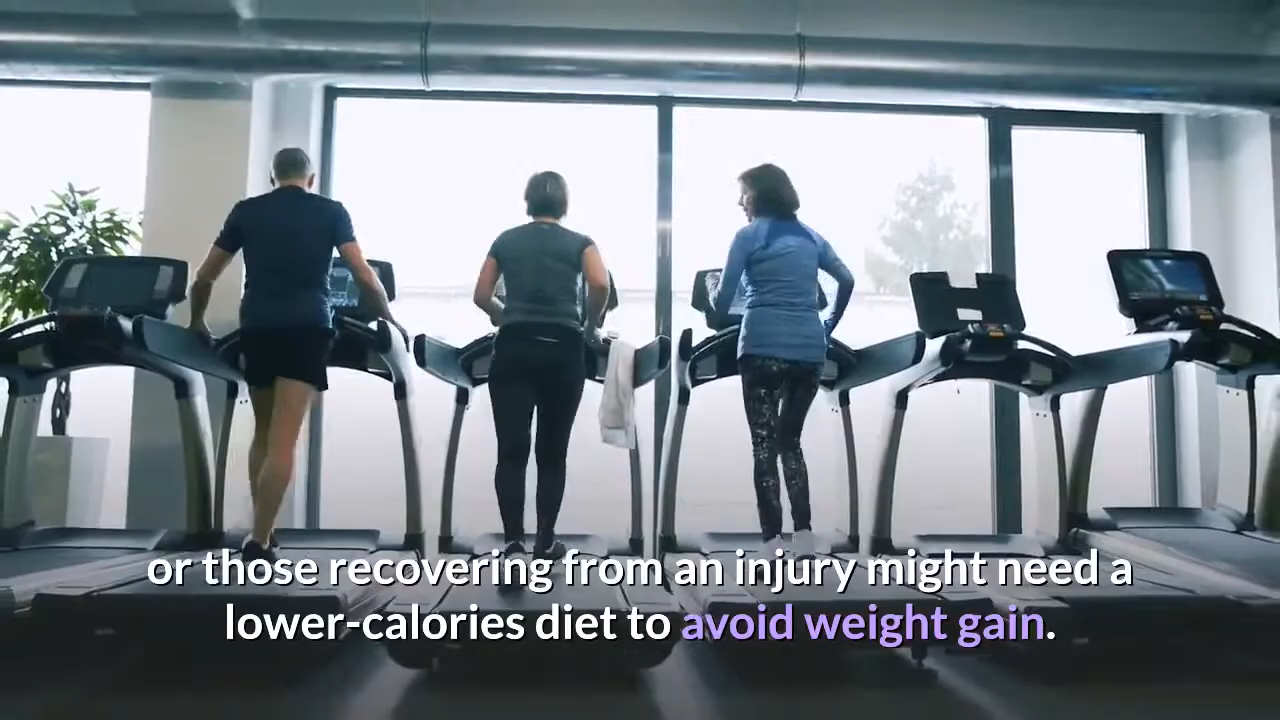 or those recovering from an injury might need a
lower-calories diet to avoid weight gain.